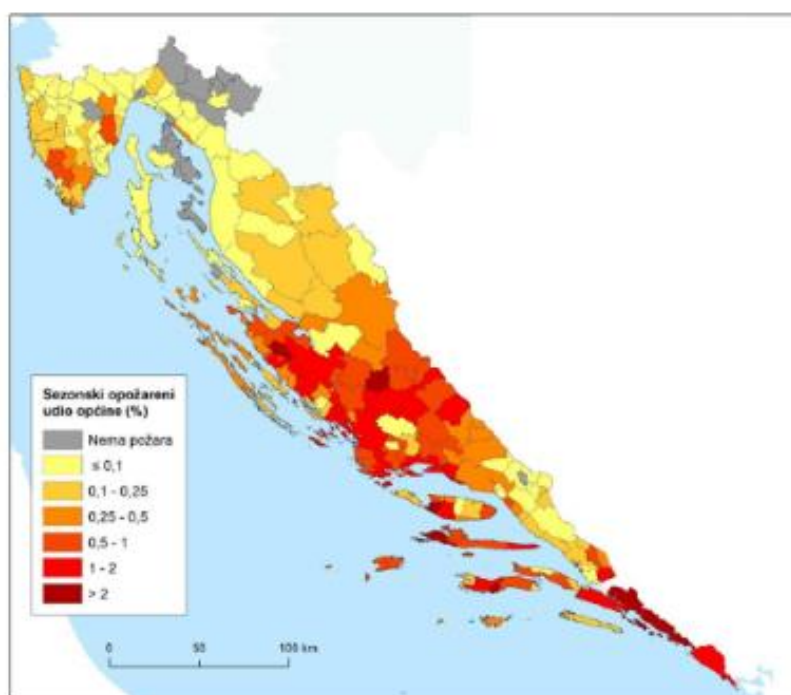 Sezonski opožareni
udio općine (%)
Nema požara
≤ 0,1
0,1 - 0,25
0,25 - 0,5
0,5 - 1
1 - 2
> 2
0 50 100 km